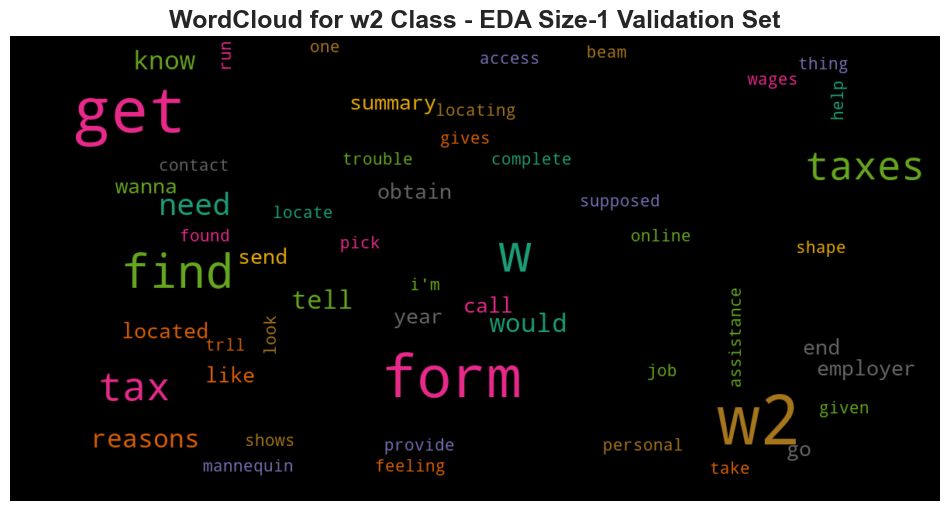 WordCloud for w2 Class - EDA Size-1 Validation Set
know
run
one
access
beam
thing
wages
help
get
summary
locating
gives
trouble
complete
taxes
contact
wanna
need
obtain
locate
supposed
found
pick
w
online
shape
find
send
i'm
tell
call
year
would
assistance
located
trll
look
end
employer
tax
like
form
job
w2
given
reasons
shows
provide
personal
go
mannequin
feeling
take